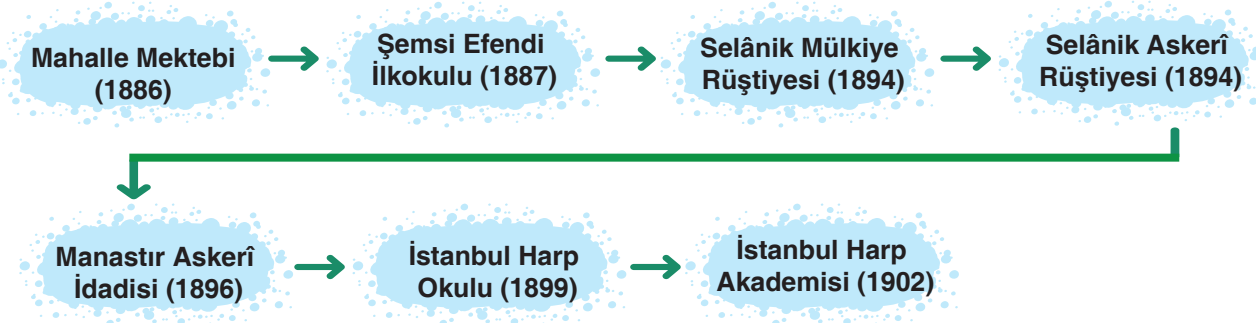 Mahalle Mektebi
(1886)
Şemsi Efendi
İlkokulu (1887)
Selânik Mülkiye
Rüştiyesi (1894)
Selânik Askerî
Rüştiyesi (1894)
Manastır Askerî
İdadisi (1896)
İstanbul Harp
Okulu (1899)
İstanbul Harp
Akademisi (1902)